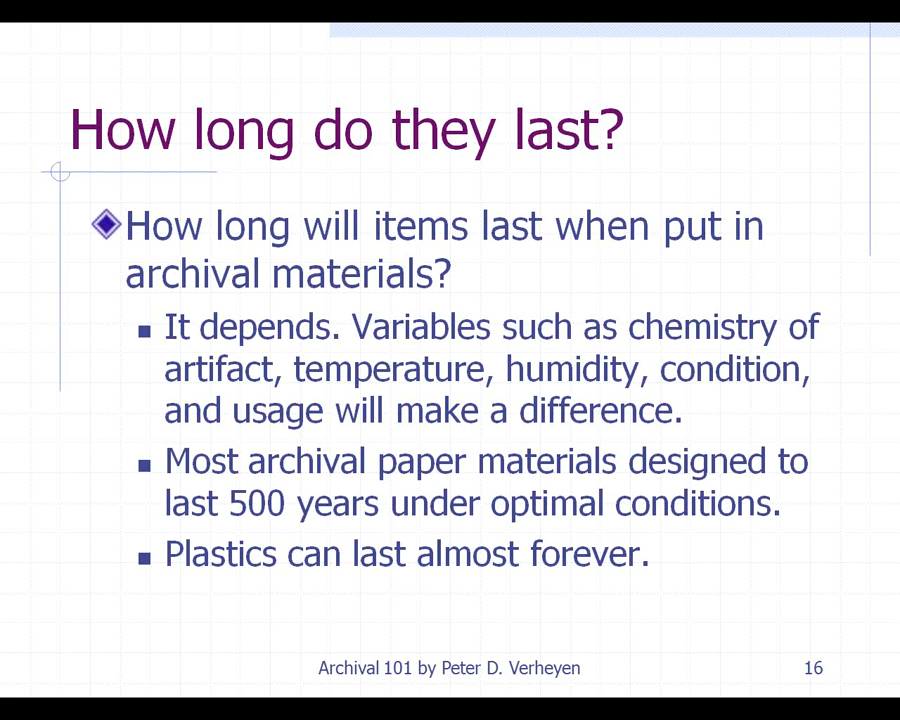 How long do they last?
How long will items last when put in
archival materials?
It depends. Variables such as chemistry of
artifact, temperature, humidity, condition,
and usage will make a difference.
Most archival paper materials designed to
last 500 years under optimal conditions.
Plastics can last almost forever.
Archival 101 by Peter D. Verheyen 16